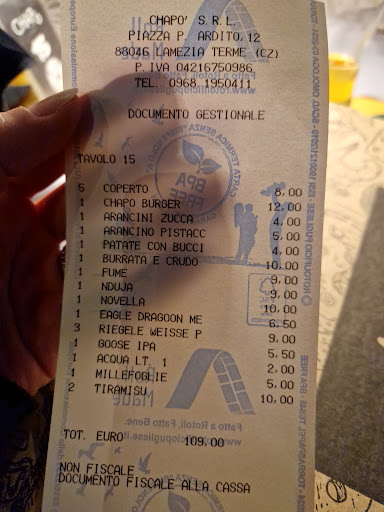 CHAPO' S.R.L.
PIAZZA P. ARDITO,12
88046 LAMEZIA TERME (CZ)
P.IVA 04216750986
TEL. 0968.1950411
DOCUMENTO GESTIONALE
TAVOLO 15
5 COPERTO 8,00
1 CHAPO BURGER 12,00
1 ARANCINI ZUCCA 4,00
1 ARANCINO PISTACC 5,00
1 PATATE CON BUCCI 4,00
1 BURRATA E CRUDO 10,00
1 FUME 9,00
1 NDUJA 9,00
1 NOVELLA 10,00
1 EAGLE DRAGOON ME 6,50
3 RIEGELE WEISSE P 9,00
1 GOOSE IPA 5,50
1 ACQUA LT. 1 2,00
1 MILLEFOGLIE 5,00
2 TIRAMISU 10,00
TOT. EURO 109,00
NON FISCALE
DOCUMENTO FISCALE ALLA CASSA